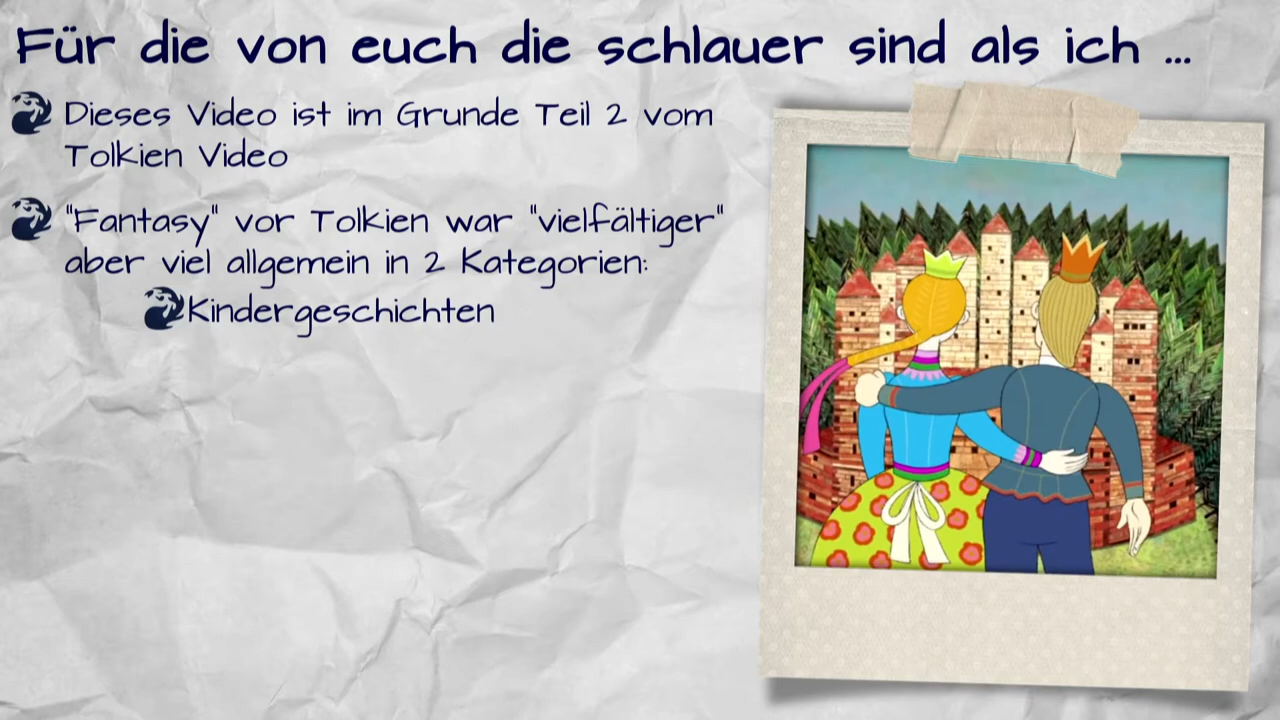 Für die von euch die schlauer sind als ich ...
Dieses Video ist im Grunde Teil 2 vom
Tolkien Video
"Fantasy" vor Tolkien war "vielfältiger"
aber viel allgemein in 2 Kategorien:
Kindergeschichten